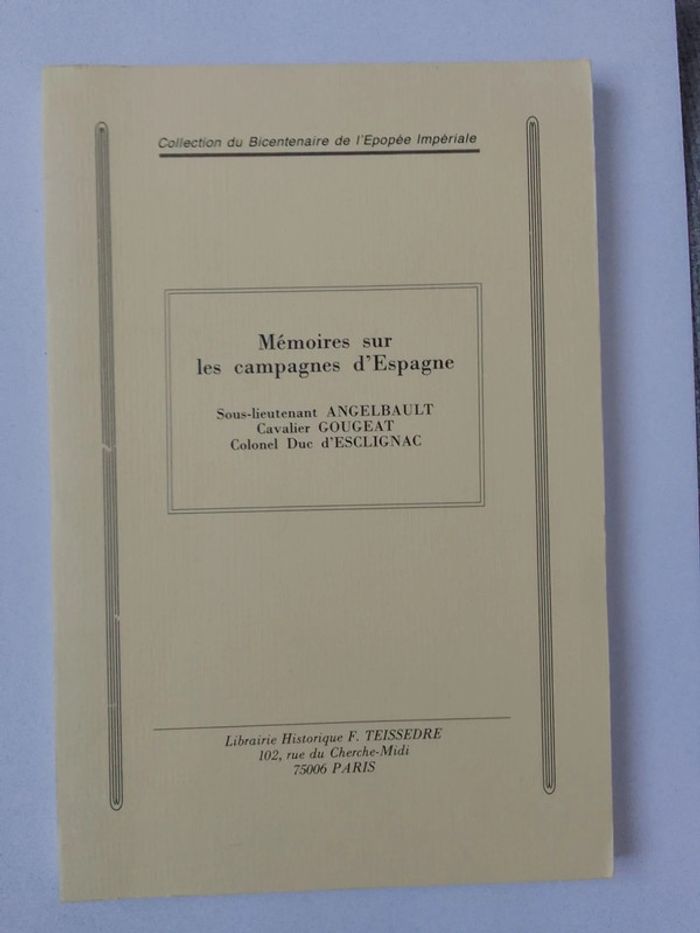 Collection du Bicentenaire de l'Epopée Impériale
Mémoires sur
les campagnes d'Espagne
Sous-lieutenant ANGELBAULT
Cavalier GOUGEAT
Colonel Duc d'ESCLIGNAC
Librairie Historique F. TEISSEDRE
102, rue du Cherche-Midi
75006 PARIS